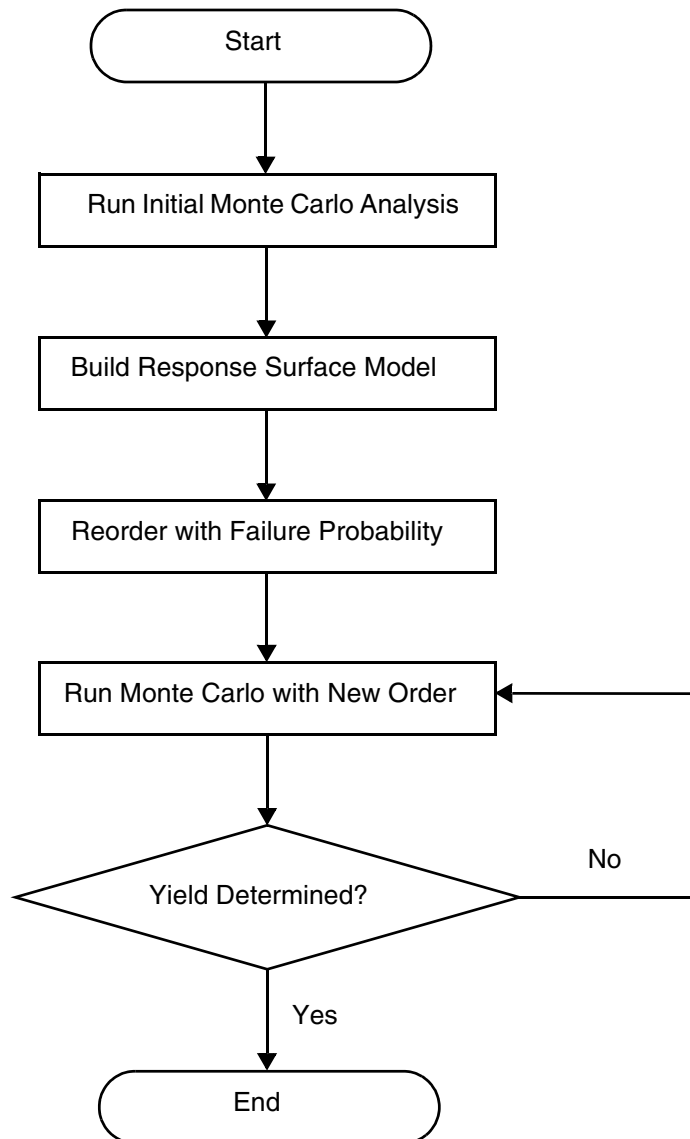 Start
Run Initial Monte Carlo Analysis
Build Response Surface Model
Reorder with Failure Probability
Run Monte Carlo with New Order
Yield Determined?
No
Yes
End